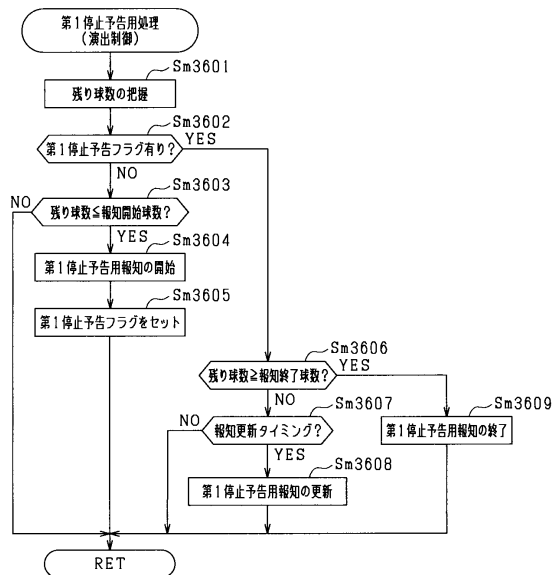 第1停止予告用処理
(演出制御)
Sm3601
残り球数の把握
Sm3602
第1停止予告フラグ有り?
YES
NO
Sm3603
NO
残り球数≦報知開始球数?
YES
Sm3604
第1停止予告用報知の開始
Sm3605
第1停止予告フラグをセット
Sm3606
残り球数≧報知終了球数?
YES
NO
Sm3607
NO
報知更新タイミング?
YES
Sm3609
第1停止予告用報知の終了
Sm3608
第1停止予告用報知の更新
RET